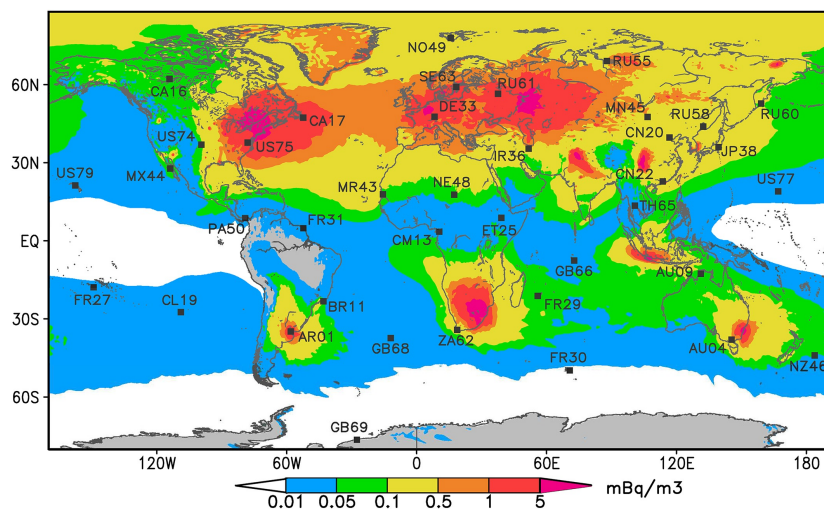 NO49
60N
SE63
RU61
RU55
CA16
DE33
MN45
RU58
RU60
CA17
US74
US75
CN20
JP38
30N
IR36
MX44
CN22
US79
MR43
NE48
US77
TH65
PA50
FR31
EQ
CM13
ET25
GB66
AU09
FR27
CL19
BR11
FR29
30S
AR01
GB68
ZA62
AU04
FR30
NZ46
60S
GB69
120W 60W 0 60E 120E 180
0.01 0.05 0.1 0.5 1 5 mBq/m3